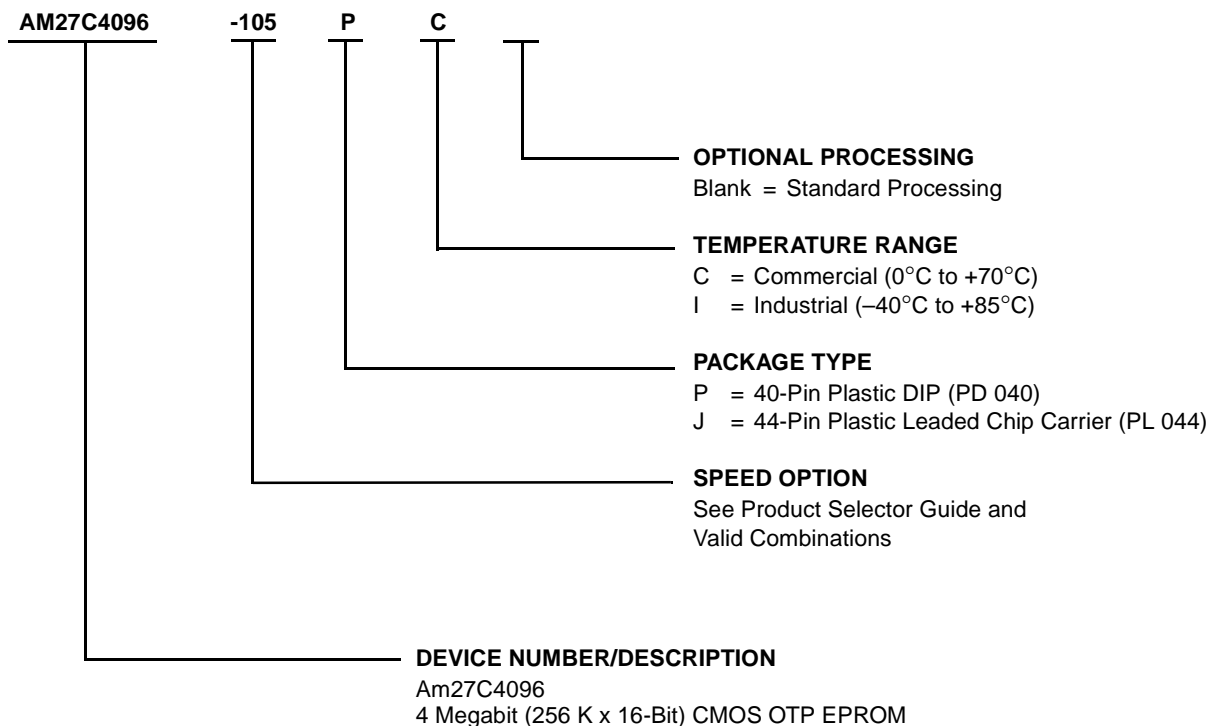 AM27C4096 -105 P C
OPTIONAL PROCESSING
Blank = Standard Processing
TEMPERATURE RANGE
C = Commercial (0°C to +70°C)
I = Industrial (–40°C to +85°C)
PACKAGE TYPE
P = 40-Pin Plastic DIP (PD 040)
J = 44-Pin Plastic Leaded Chip Carrier (PL 044)
SPEED OPTION
See Product Selector Guide and
Valid Combinations
DEVICE NUMBER/DESCRIPTION
Am27C4096
4 Megabit (256 K x 16-Bit) CMOS OTP EPROM